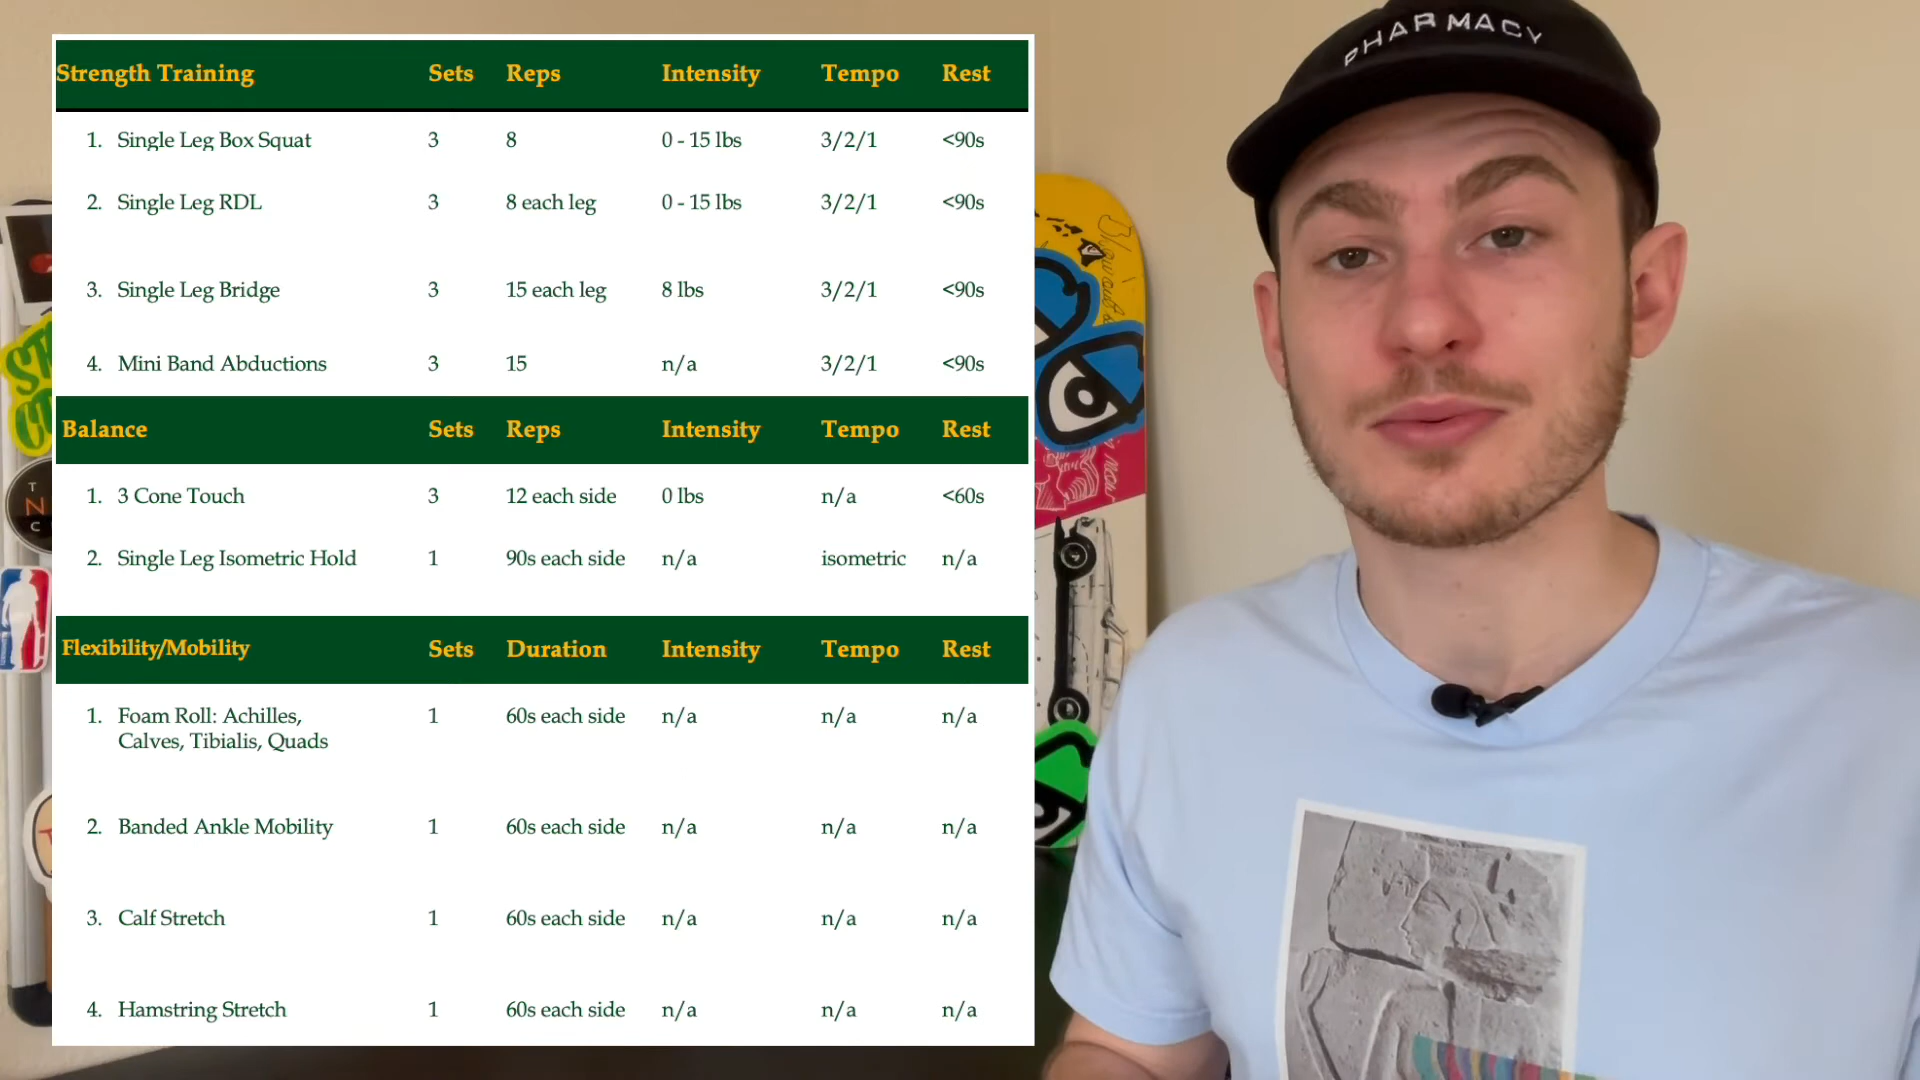 PHARMACY
Strength Training Sets Reps Intensity Tempo Rest
1. Single Leg Box Squat 3 8 0 - 15 lbs 3/2/1 <90s
2. Single Leg RDL 3 8 each leg 0 - 15 lbs 3/2/1 <90s
3. Single Leg Bridge 3 15 each leg 8 lbs 3/2/1 <90s
4. Mini Band Abductions 3 15 n/a 3/2/1 <90s
Balance Sets Reps Intensity Tempo Rest
1. 3 Cone Touch 3 12 each side 0 lbs n/a <60s
2. Single Leg Isometric Hold 1 90s each side n/a isometric n/a
Flexibility/Mobility Sets Duration Intensity Tempo Rest
1. Foam Roll: Achilles, 1 60s each side n/a n/a n/a
Calves, Tibialis, Quads
2. Banded Ankle Mobility 1 60s each side n/a n/a n/a
3. Calf Stretch 1 60s each side n/a n/a n/a
4. Hamstring Stretch 1 60s each side n/a n/a n/a